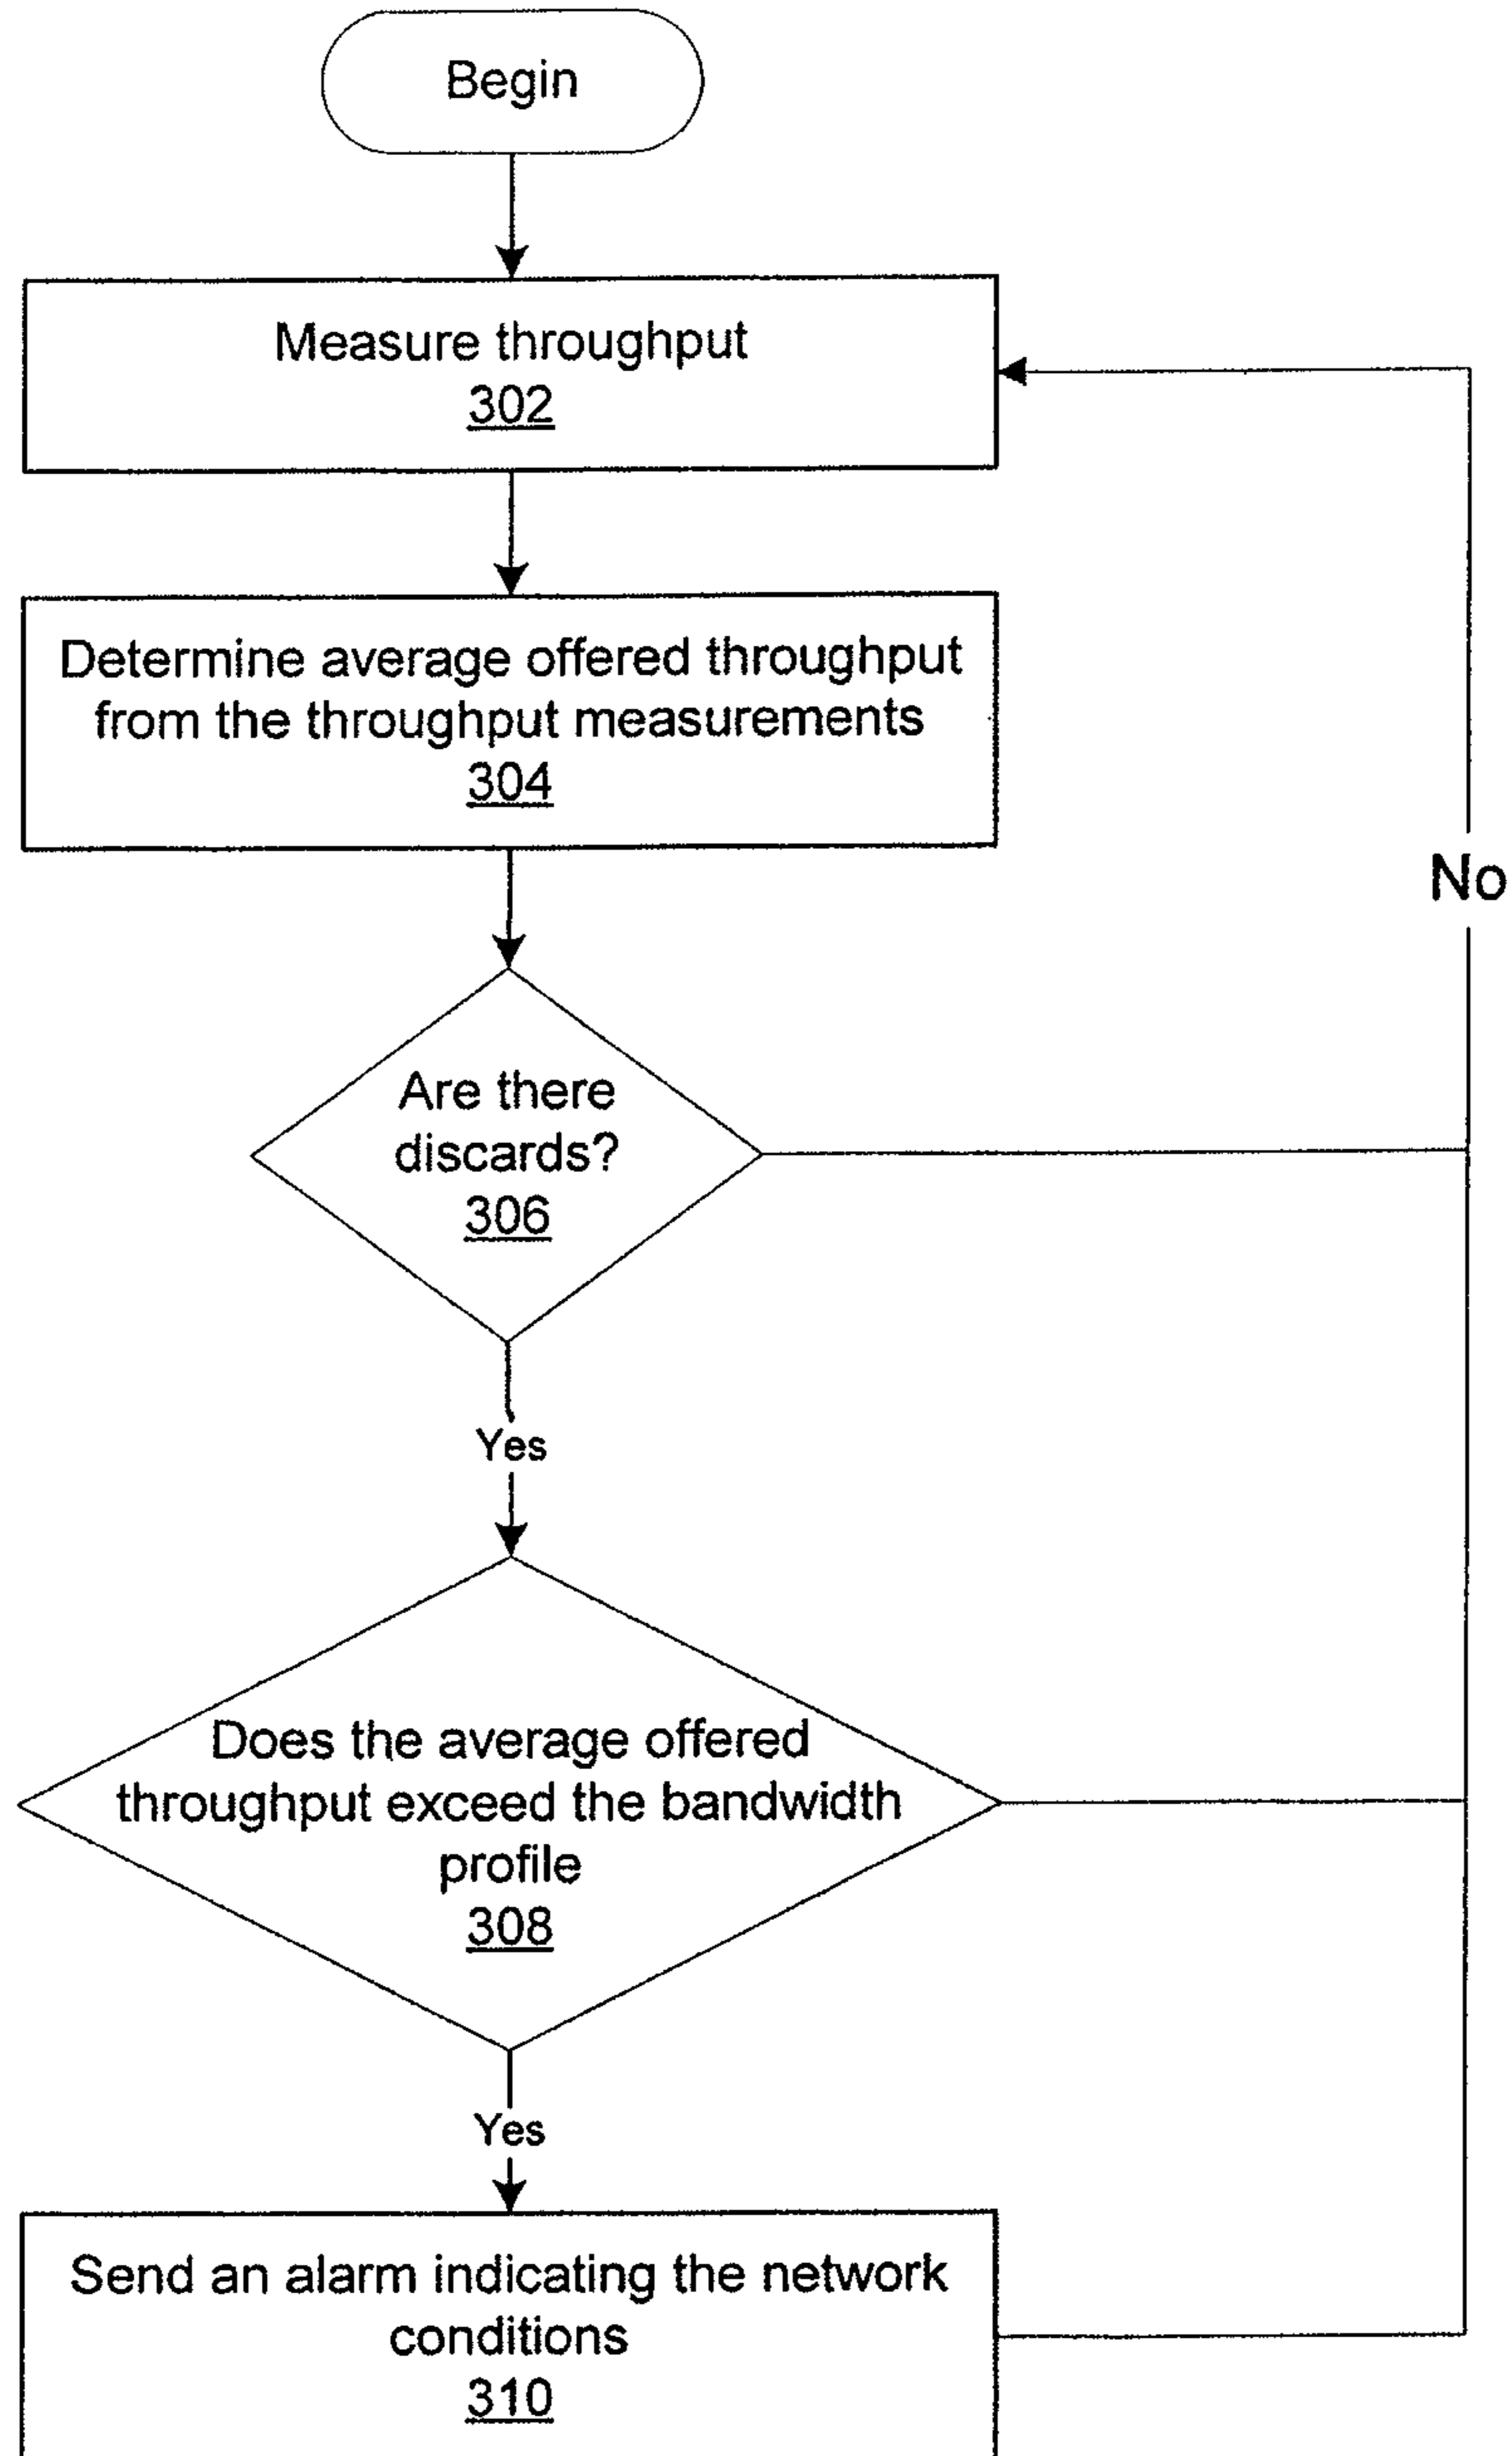 Begin
Measure throughput
302
Determine average offered throughput
from the throughput measurements
304
No
Are there
discards?
306
Yes
Does the average offered
throughput exceed the bandwidth
profile
308
Yes
Send an alarm indicating the network
conditions
310